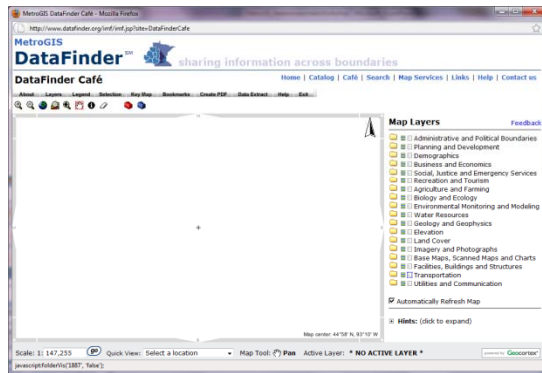 MetroGIS DataFinder Café - Mozilla Firefox
http://www.datafinder.org/imf/imf.jsp?site=DataFinderCafe
MetroGIS
DataFinder℠ sharing information across boundaries
DataFinder Café
Home | Catalog | Café | Search | Map Services | Links | Help | Contact us
About Layers Legend Selection Key Map Bookmarks Create PDF Data Extract Help Exit
Map Layers Feedback
Administrative and Political Boundaries
Planning and Development
Demographics
Business and Economics
Social, Justice and Emergency Services
Recreation and Tourism
Agriculture and Farming
Biology and Ecology
Environmental Monitoring and Modeling
Water Resources
Geology and Geophysics
Elevation
Land Cover
Imagery and Photographs
Base Maps, Scanned Maps and Charts
Facilities, Buildings and Structures
Transportation
Utilities and Communication
Automatically Refresh Map
Hints: (click to expand)
Map center: 44°58' N, 93°10' W
Scale: 1: 147,255 go Quick View: Select a location Map Tool: Pan Active Layer: * NO ACTIVE LAYER * powered by Geocortex
javascript:folderVis('1887', 'false');